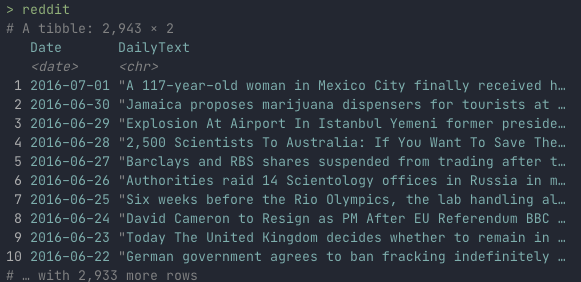 > reddit
# A tibble: 2,943 × 2
Date DailyText
<date> <chr>
1 2016-07-01 "A 117-year-old woman in Mexico City finally received h…
2 2016-06-30 "Jamaica proposes marijuana dispensers for tourists at …
3 2016-06-29 "Explosion At Airport In Istanbul Yemeni former preside…
4 2016-06-28 "2,500 Scientists To Australia: If You Want To Save The…
5 2016-06-27 "Barclays and RBS shares suspended from trading after t…
6 2016-06-26 "Authorities raid 14 Scientology offices in Russia in m…
7 2016-06-25 "Six weeks before the Rio Olympics, the lab handling al…
8 2016-06-24 "David Cameron to Resign as PM After EU Referendum BBC …
9 2016-06-23 "Today The United Kingdom decides whether to remain in …
10 2016-06-22 "German government agrees to ban fracking indefinitely …
# … with 2,933 more rows